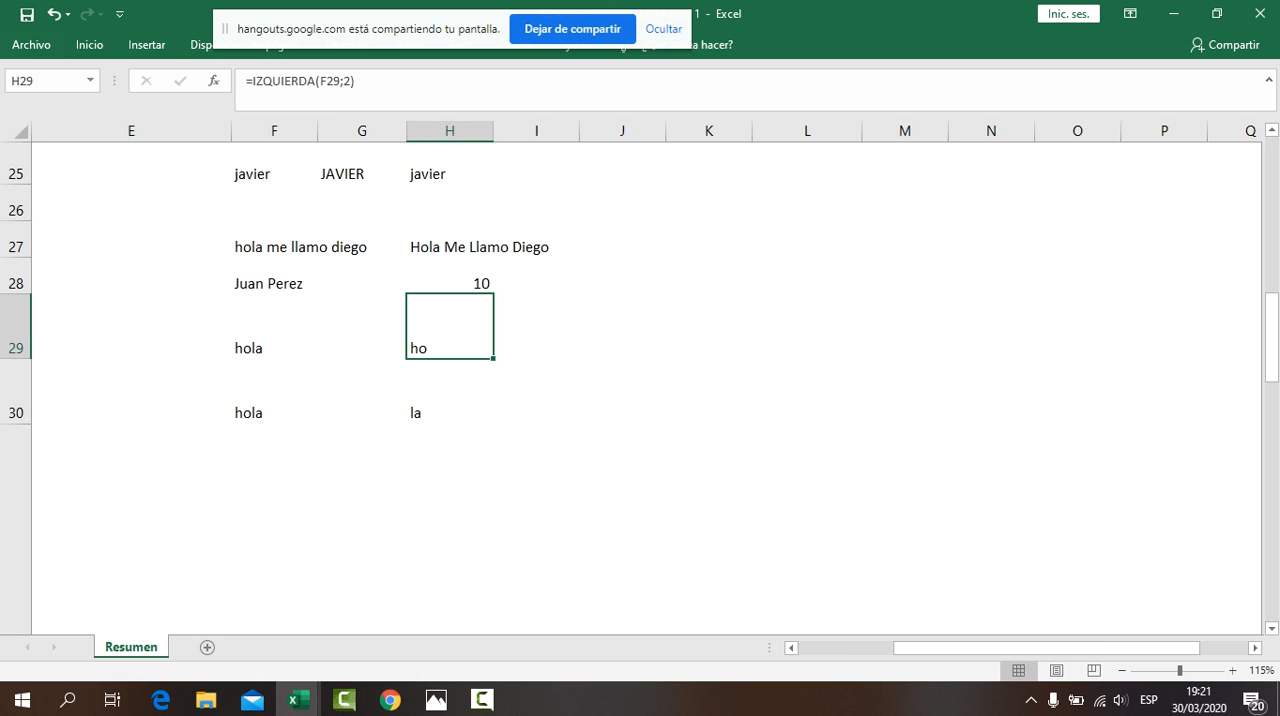 1 - Excel
Inic. ses.
hangouts.google.com está compartiendo tu pantalla.
Dejar de compartir
Ocultar
Archivo Inicio Insertar Disp hacer? Compartir
H29 fx =IZQUIERDA(F29;2)
E F G H I J K L M N O P Q
25 javier JAVIER javier
26
27 hola me llamo diego Hola Me Llamo Diego
28 Juan Perez 10
29 hola ho
30 hola la
Resumen
115%
ESP
19:21
30/03/2020
20